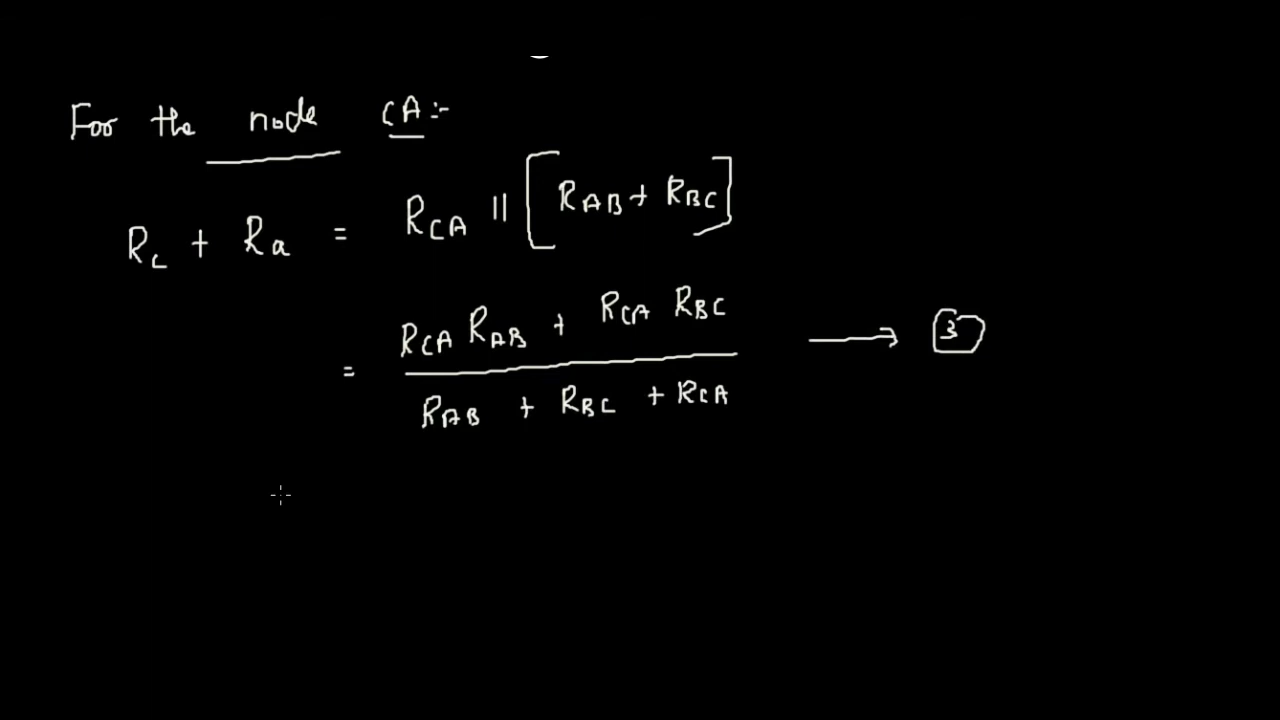 For the node CA:-
Rc + Ra = RCA || [RAB + RBC]
= RCA RAB + RCA RBC → 3
RAB + RBC + RCA